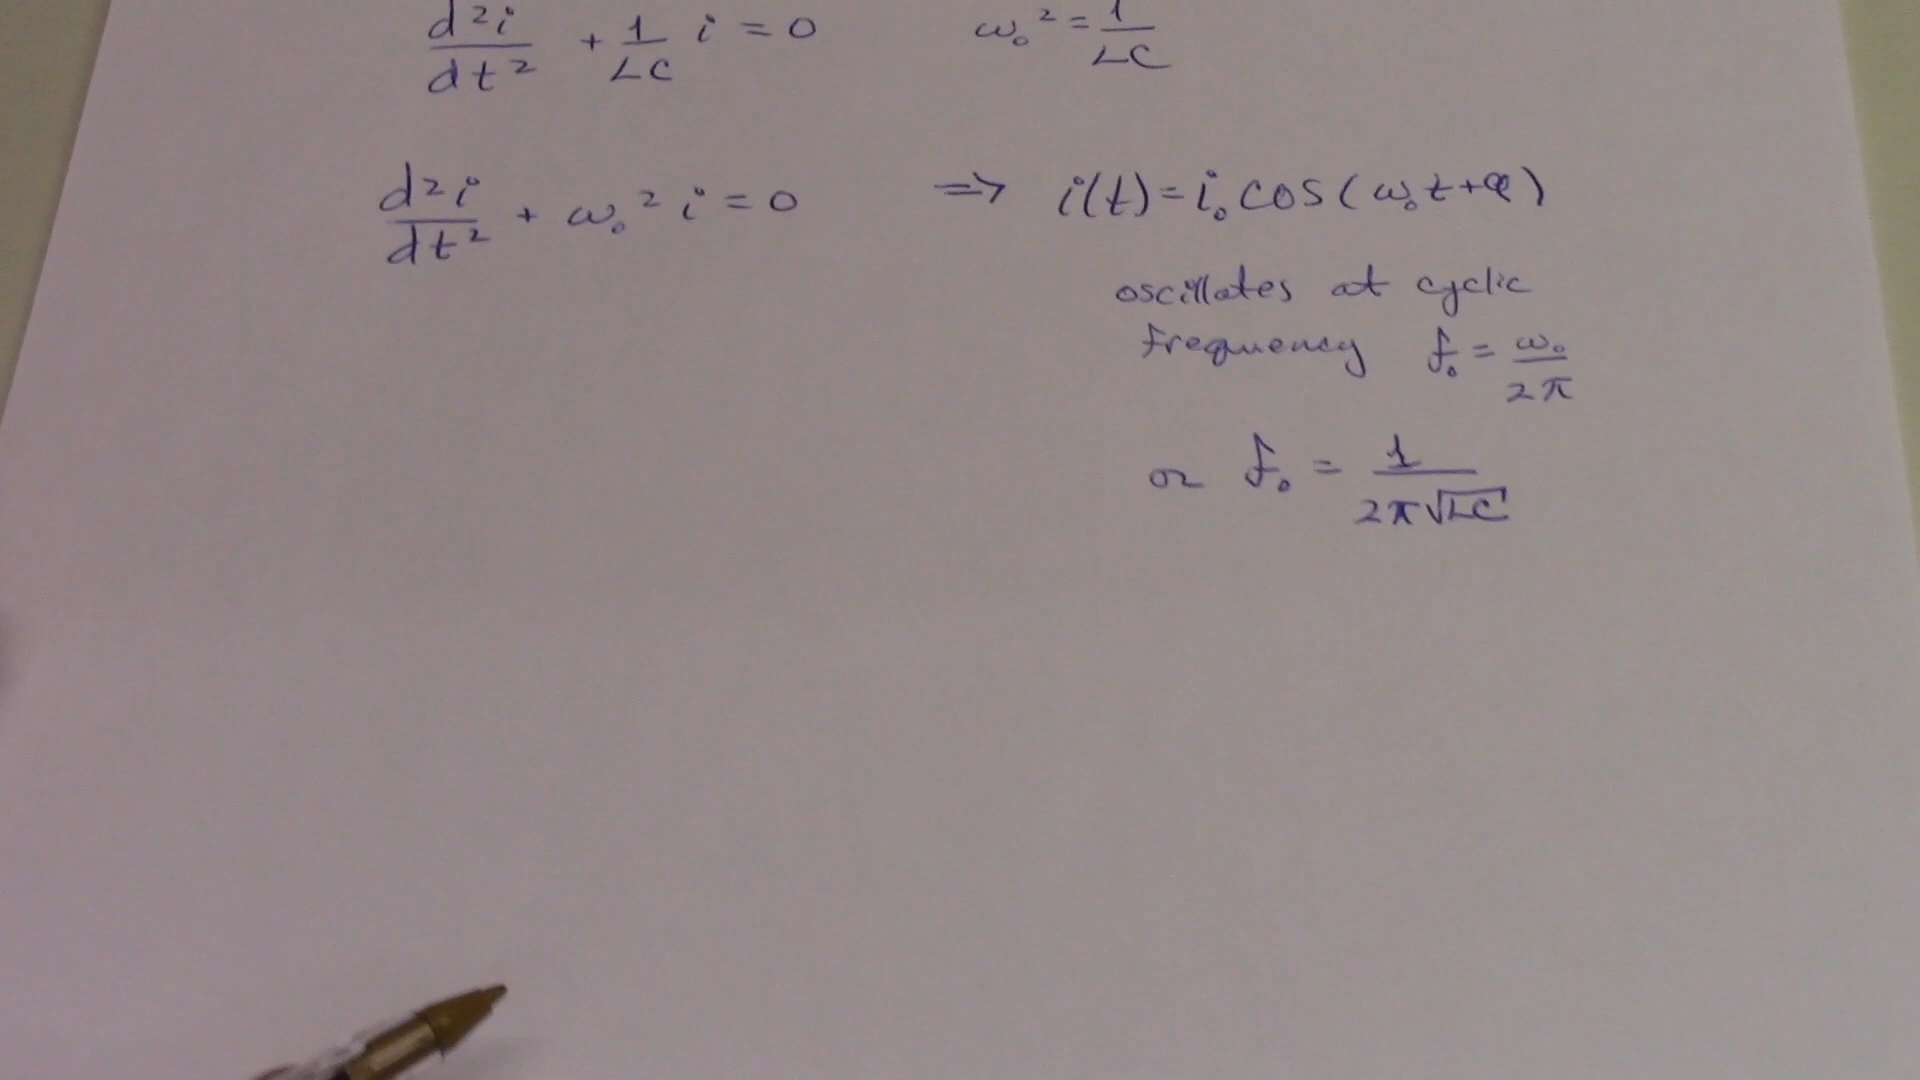 d²i/dt² + 1/LC i = 0 ω₀² = 1/LC
d²i/dt² + ω₀² i = 0 => i(t) = i₀ cos(ω₀t+φ)
oscillates at cyclic
frequency f₀ = ω₀/2π
or f₀ = 1/2π√LC